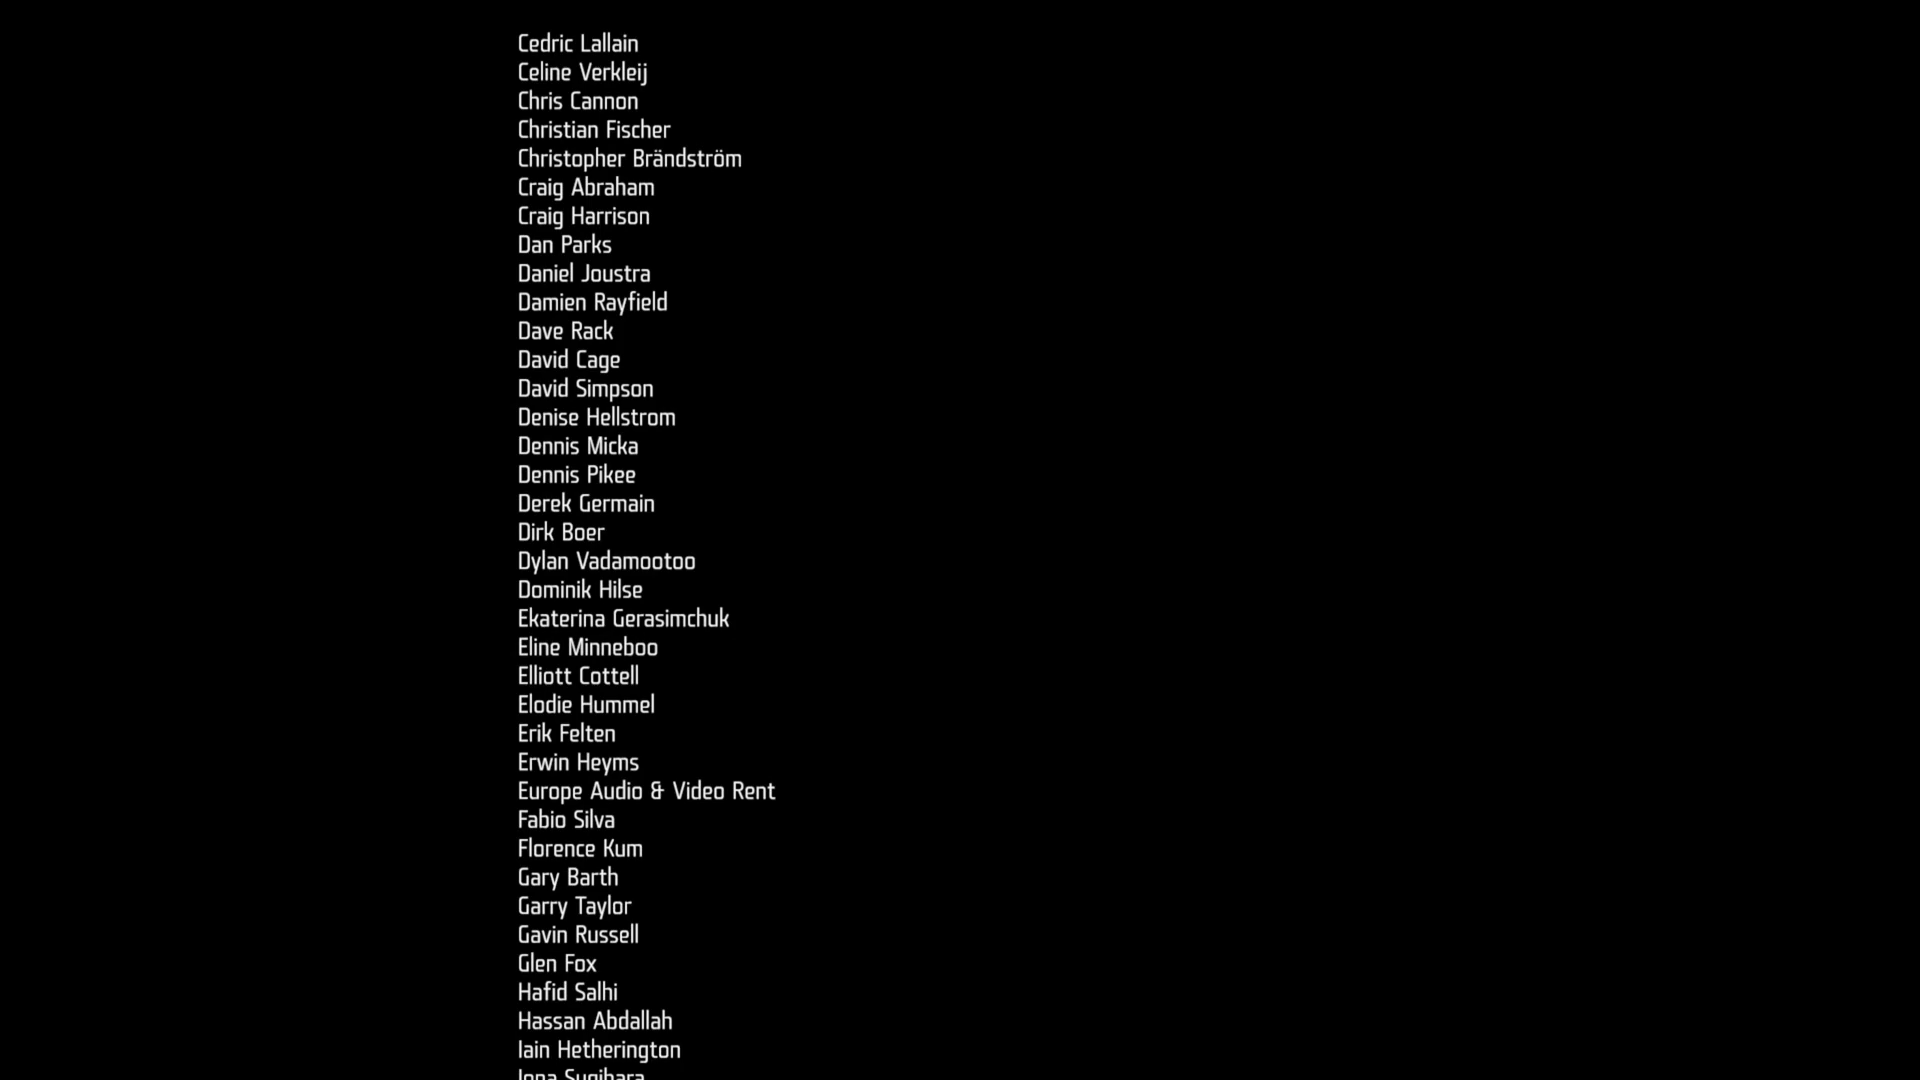 Cedric Lallain
Celine Verkleij
Chris Cannon
Christian Fischer
Christopher Brändström
Craig Abraham
Craig Harrison
Dan Parks
Daniel Joustra
Damien Rayfield
Dave Rack
David Cage
David Simpson
Denise Hellstrom
Dennis Micka
Dennis Pikee
Derek Germain
Dirk Boer
Dylan Vadamootoo
Dominik Hilse
Ekaterina Gerasimchuk
Eline Minneboo
Elliott Cottell
Elodie Hummel
Erik Felten
Erwin Heyms
Europe Audio & Video Rent
Fabio Silva
Florence Kum
Gary Barth
Garry Taylor
Gavin Russell
Glen Fox
Hafid Salhi
Hassan Abdallah
Iain Hetherington
Sugihara